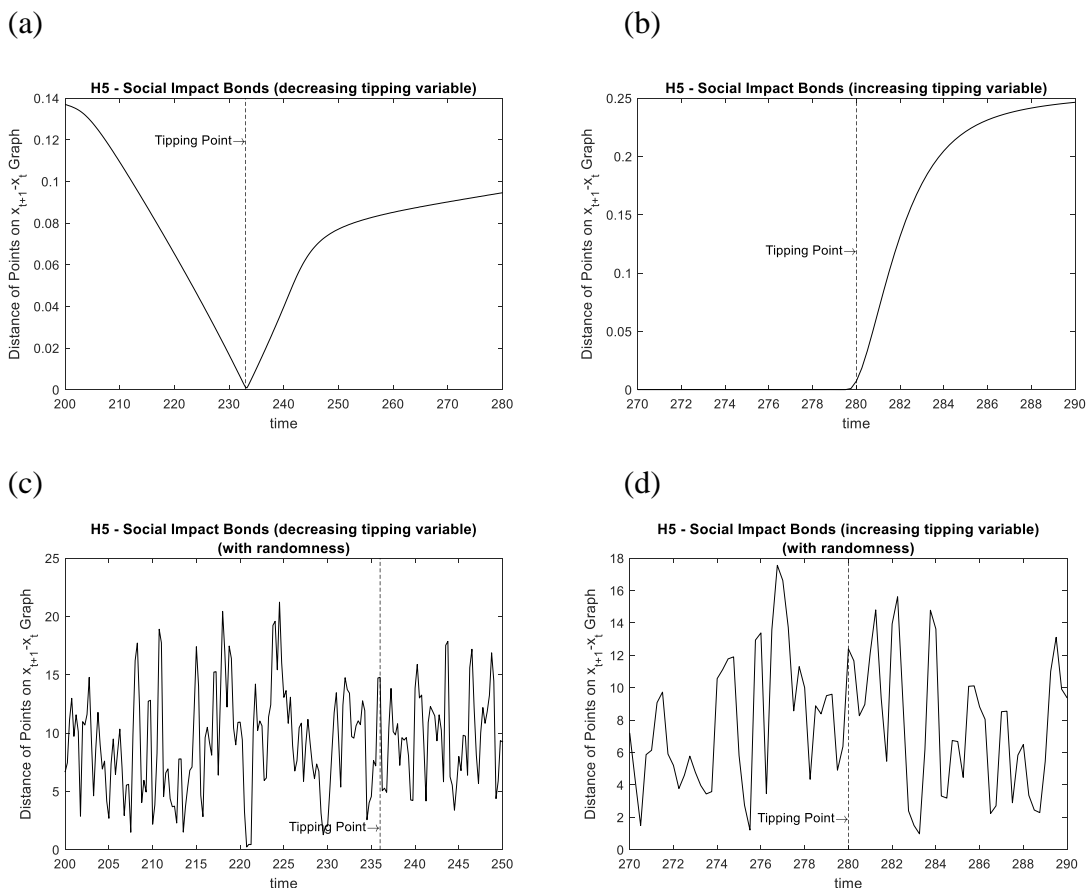 (a)
H5 - Social Impact Bonds (decreasing tipping variable)
0.14
0.12
0.1
0.08
0.06
0.04
0.02
0
Distance of Points on x_{t+1}-x_t Graph
Tipping Point→
200 210 220 230 240 250 260 270 280
time
(b)
H5 - Social Impact Bonds (increasing tipping variable)
0.25
0.2
0.15
0.1
0.05
0
Distance of Points on x_{t+1}-x_t Graph
Tipping Point→
270 272 274 276 278 280 282 284 286 288 290
time
(c)
H5 - Social Impact Bonds (decreasing tipping variable)
(with randomness)
25
20
15
10
5
0
Distance of Points on x_{t+1}-x_t Graph
Tipping Point→
200 205 210 215 220 225 230 235 240 245 250
time
(d)
H5 - Social Impact Bonds (increasing tipping variable)
(with randomness)
18
16
14
12
10
8
6
4
2
0
Distance of Points on x_{t+1}-x_t Graph
Tipping Point→
270 272 274 276 278 280 282 284 286 288 290
time